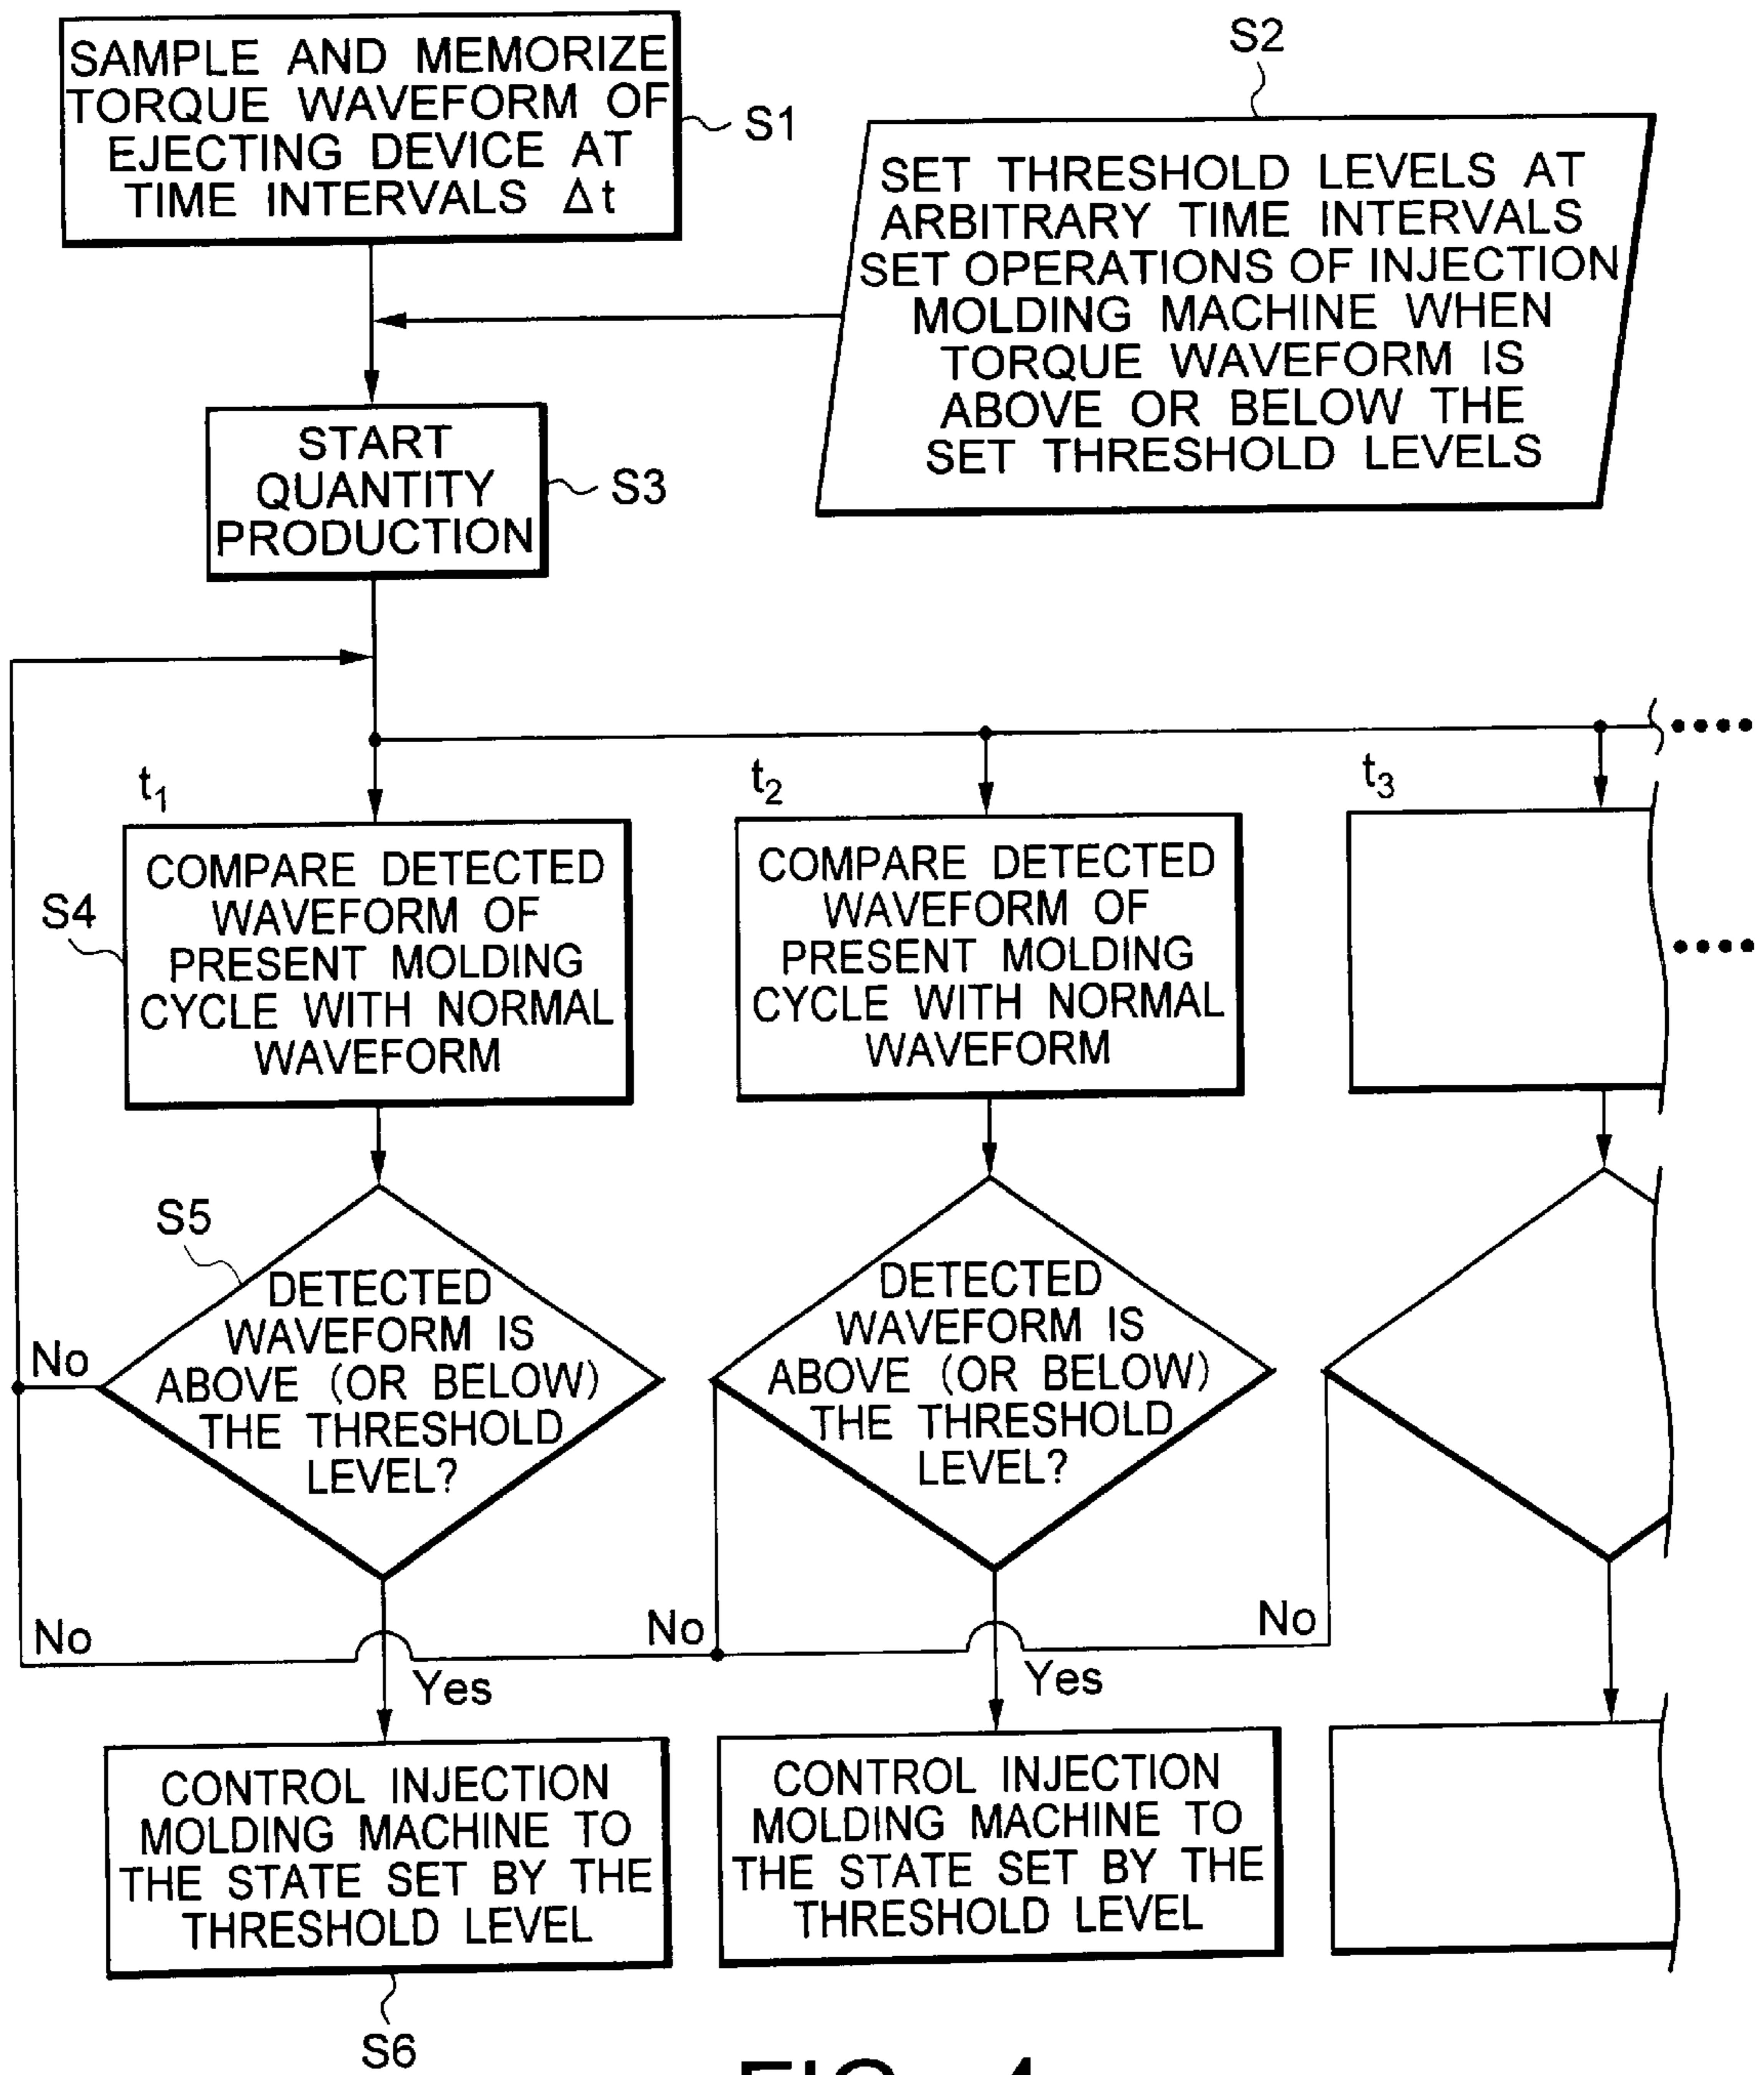 SAMPLE AND MEMORIZE
TORQUE WAVEFORM OF
EJECTING DEVICE AT
TIME INTERVALS Δt
S1
S2
SET THRESHOLD LEVELS AT
ARBITRARY TIME INTERVALS
SET OPERATIONS OF INJECTION
MOLDING MACHINE WHEN
TORQUE WAVEFORM IS
ABOVE OR BELOW THE
SET THRESHOLD LEVELS
START
QUANTITY
PRODUCTION
S3
t1
t2
t3
S4
COMPARE DETECTED
WAVEFORM OF
PRESENT MOLDING
CYCLE WITH NORMAL
WAVEFORM
COMPARE DETECTED
WAVEFORM OF
PRESENT MOLDING
CYCLE WITH NORMAL
WAVEFORM
S5
DETECTED
WAVEFORM IS
ABOVE (OR BELOW)
THE THRESHOLD
LEVEL?
No
DETECTED
WAVEFORM IS
ABOVE (OR BELOW)
THE THRESHOLD
LEVEL?
No
No
No
Yes
Yes
CONTROL INJECTION
MOLDING MACHINE TO
THE STATE SET BY THE
THRESHOLD LEVEL
CONTROL INJECTION
MOLDING MACHINE TO
THE STATE SET BY THE
THRESHOLD LEVEL
S6